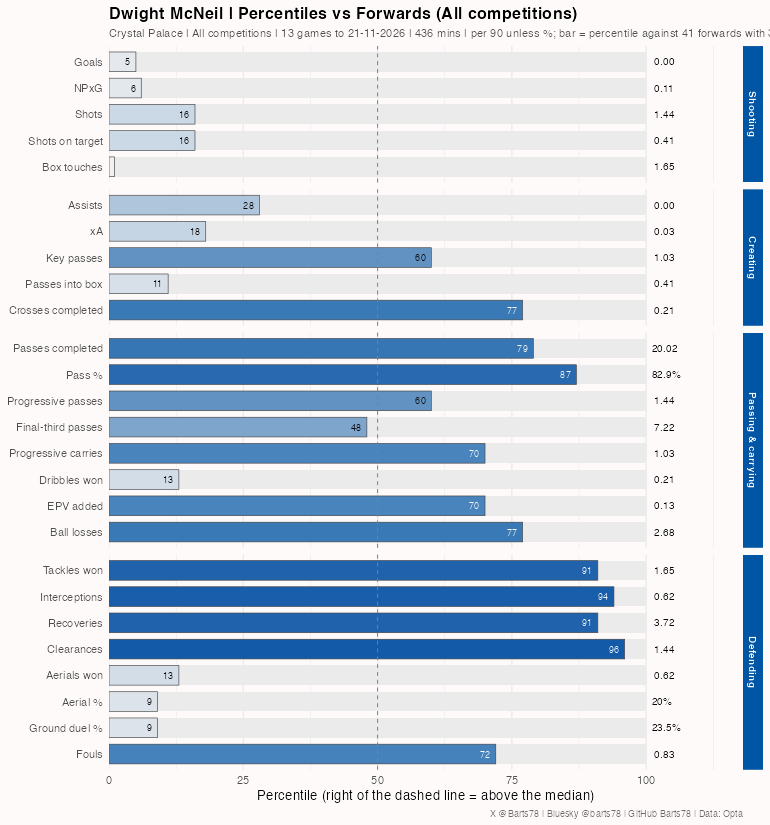 Dwight McNeil | Percentiles vs Forwards (All competitions)
Crystal Palace | All competitions | 13 games to 21-11-2026 | 436 mins | per 90 unless %; bar = percentile against 41 forwards with
Goals 5 0.00
NPxG 6 0.11
Shots 16 1.44
Shots on target 16 0.41
Box touches 1.65
Shooting
Assists 28 0.00
xA 18 0.03
Key passes 60 1.03
Passes into box 11 0.41
Crosses completed 77 0.21
Creating
Passes completed 79 20.02
Pass % 87 82.9%
Progressive passes 60 1.44
Final-third passes 48 7.22
Progressive carries 70 1.03
Dribbles won 13 0.21
EPV added 70 0.13
Ball losses 77 2.68
Passing & carrying
Tackles won 91 1.65
Interceptions 94 0.62
Recoveries 91 3.72
Clearances 96 1.44
Aerials won 13 0.62
Aerial % 9 20%
Ground duel % 9 23.5%
Fouls 72 0.83
Defending
0 25 50 75 100
Percentile (right of the dashed line = above the median)
X @Barts78 | Bluesky @barts78 | GitHub Barts78 | Data: Opta